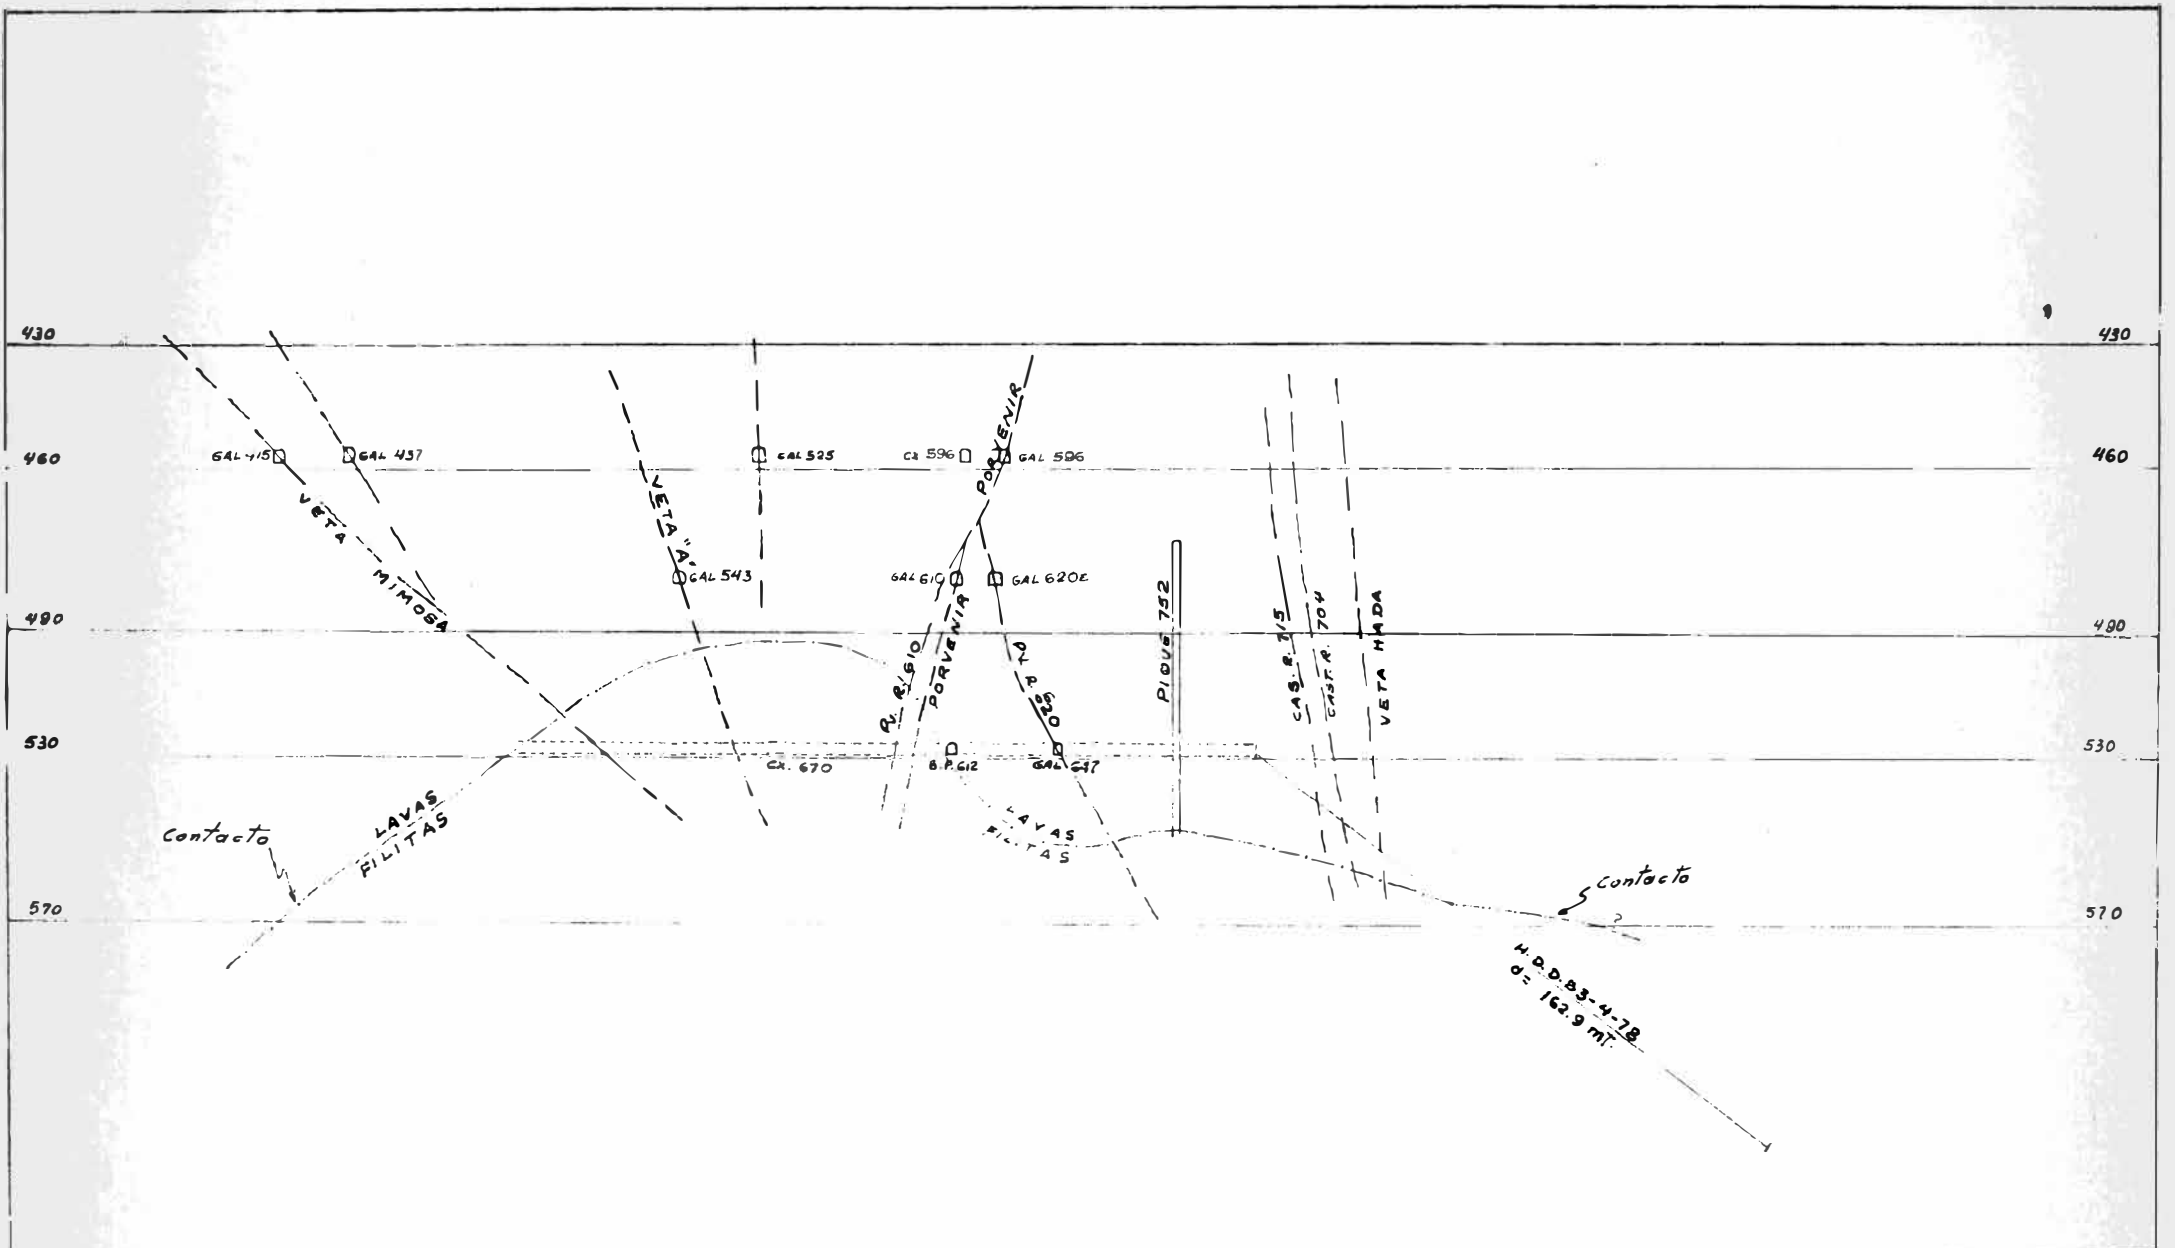 430
430
PORVENIR
GAL 415
GAL 437
GAL 525
CX 596
GAL 596
460
460
VETA MIMOSA
VETA "A"
GAL 543
GAL 610
GAL 620E
PIQUE 752
490
490
R. 610
PORVENIR
R. 620
CAS. R. 715
CAST. R. 704
VETA HADA
530
530
CX. 670
B.P. 612
GAL 647
LAVAS
FILITAS
LAVAS
FILITAS
Contacto
Contacto
570
?
570
H.D.D.B3-4-78
d= 162.9 mT.